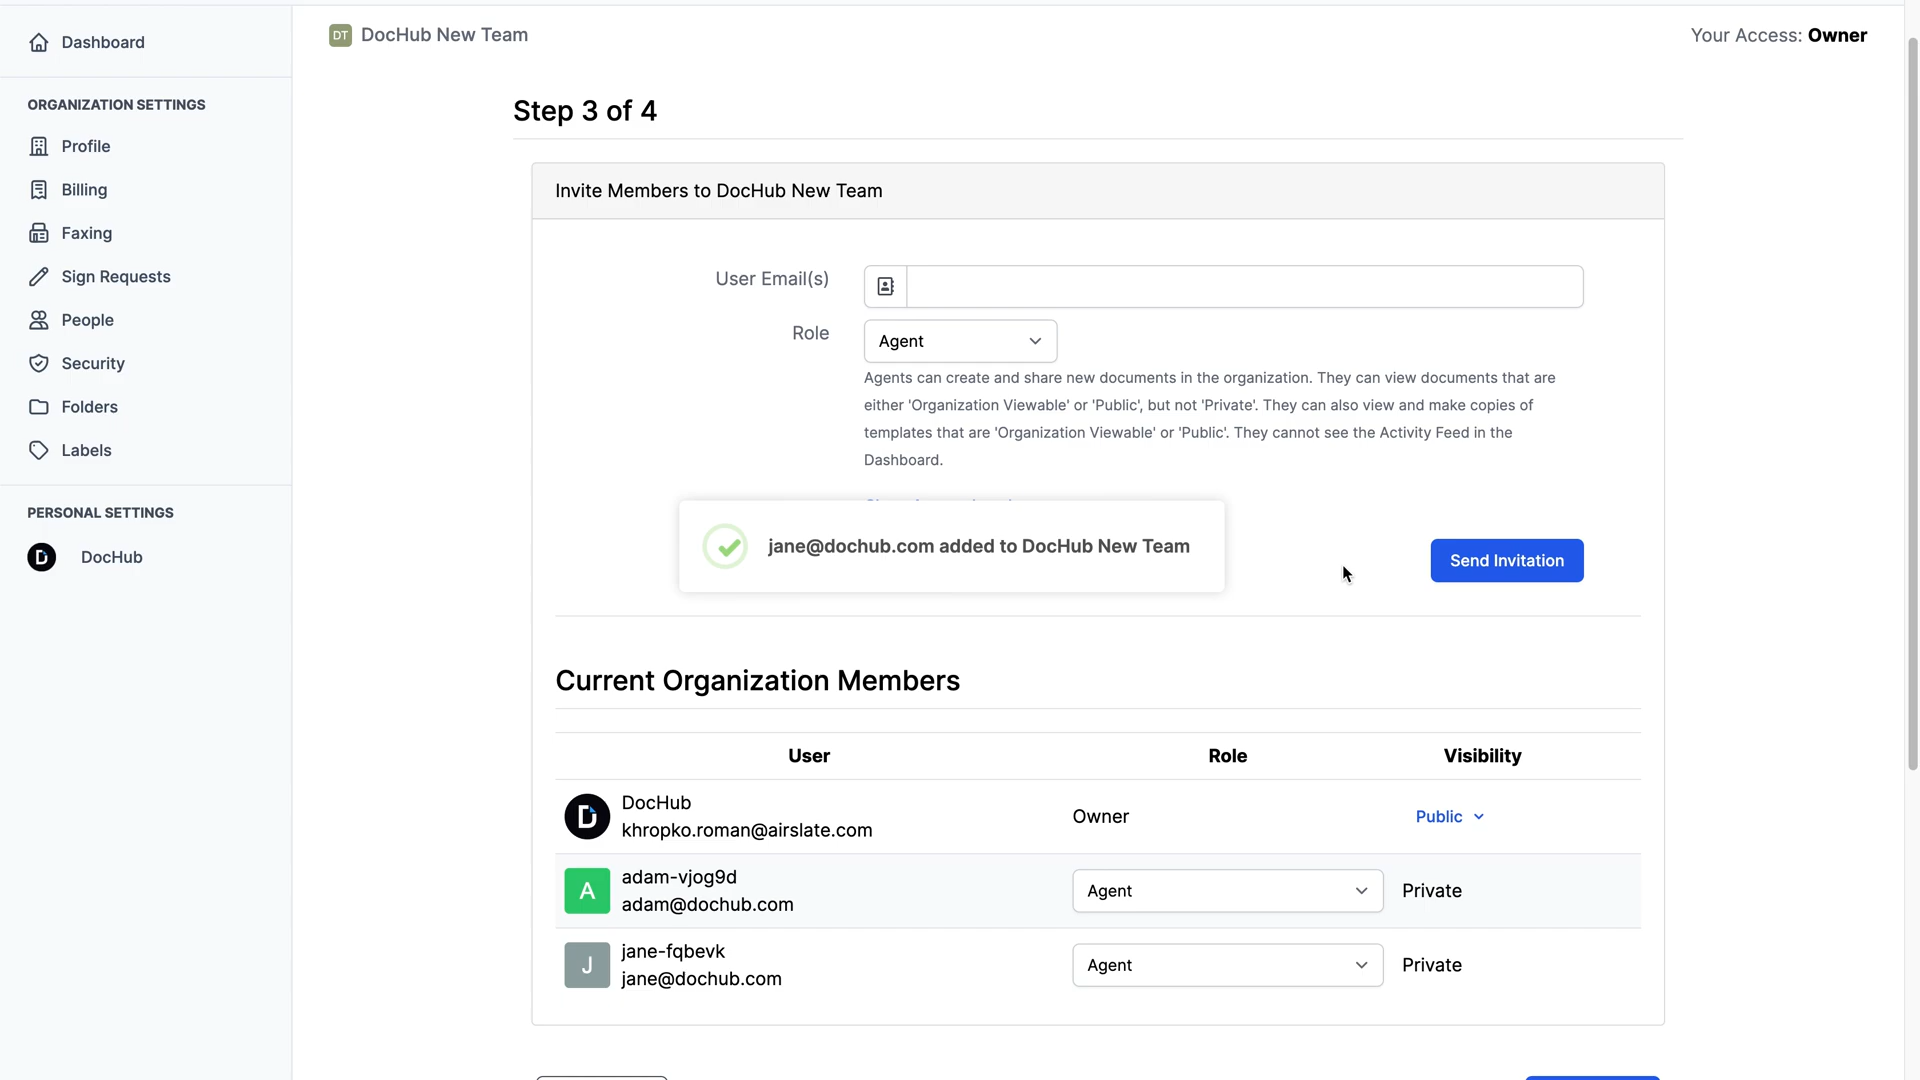 Dashboard
DT DocHub New Team
Your Access: Owner
ORGANIZATION SETTINGS
Profile
Billing
Faxing
Sign Requests
People
Security
Folders
Labels
PERSONAL SETTINGS
D DocHub
Step 3 of 4
Invite Members to DocHub New Team
User Email(s)
Role
Agent
Agents can create and share new documents in the organization. They can view documents that are
either 'Organization Viewable' or 'Public', but not 'Private'. They can also view and make copies of
templates that are 'Organization Viewable' or 'Public'. They cannot see the Activity Feed in the
Dashboard.
jane@dochub.com added to DocHub New Team
Send Invitation
Current Organization Members
User Role Visibility
D DocHub
khropko.roman@airslate.com
Owner
Public
A adam-vjog9d
adam@dochub.com
Agent
Private
J jane-fqbevk
jane@dochub.com
Agent
Private